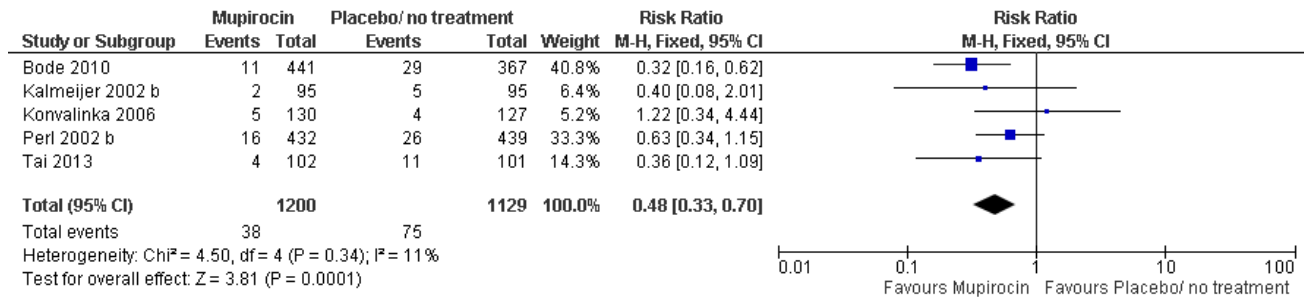 Mupirocin Placebo/ no treatment Risk Ratio Risk Ratio
Study or Subgroup Events Total Events Total Weight M-H, Fixed, 95% CI M-H, Fixed, 95% CI
Bode 2010 11 441 29 367 40.8% 0.32 [0.16, 0.62]
Kalmeijer 2002 b 2 95 5 95 6.4% 0.40 [0.08, 2.01]
Konvalinka 2006 5 130 4 127 5.2% 1.22 [0.34, 4.44]
Perl 2002 b 16 432 26 439 33.3% 0.63 [0.34, 1.15]
Tai 2013 4 102 11 101 14.3% 0.36 [0.12, 1.09]
Total (95% CI) 1200 1129 100.0% 0.48 [0.33, 0.70]
Total events 38 75
Heterogeneity: Chi² = 4.50, df = 4 (P = 0.34); I² = 11%
Test for overall effect: Z = 3.81 (P = 0.0001)
0.01 0.1 1 10 100
Favours Mupirocin Favours Placebo/ no treatment